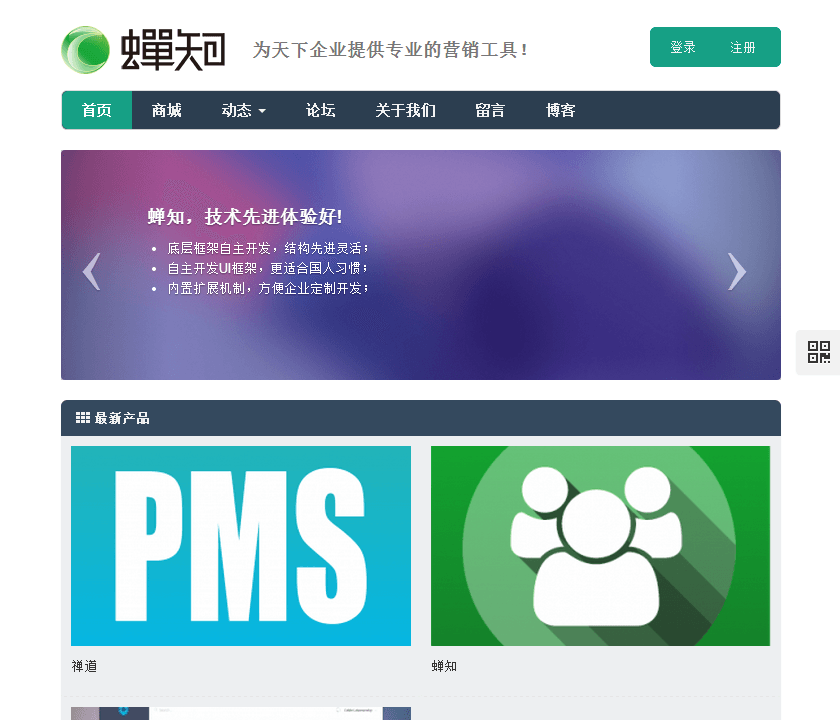 蝉知
为天下企业提供专业的营销工具！
登录 注册
首页 商城 动态 论坛 关于我们 留言 博客
蝉知，技术先进体验好!
底层框架自主开发，结构先进灵活；
自主开发UI框架，更适合国人习惯；
内置扩展机制，方便企业定制开发；
最新产品
PMS
禅道
蝉知